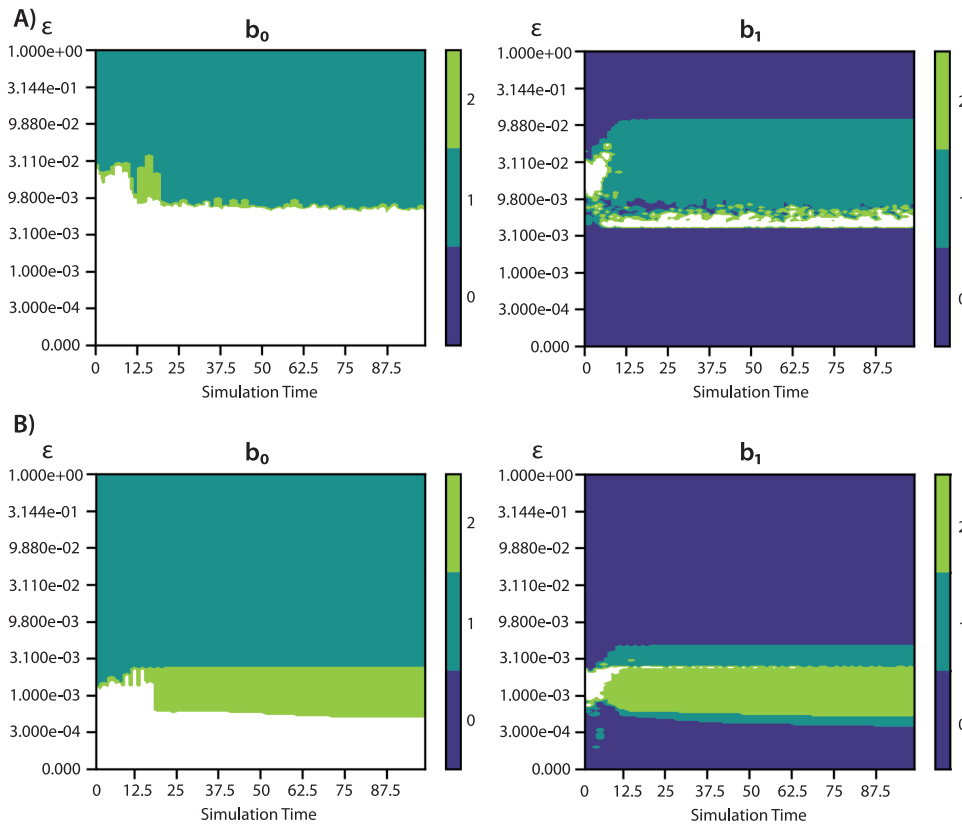 A)
ε b₀
1.000e+00
3.144e-01
9.880e-02
3.110e-02
9.800e-03
3.110e-03
1.000e-03
3.000e-04
0.000
0 12.5 25 37.5 50 62.5 75 87.5
Simulation Time
2
1
0
ε b₁
1.000e+00
3.144e-01
9.880e-02
3.110e-02
9.800e-03
3.100e-03
1.000e-03
3.000e-04
0.000
0 12.5 25 37.5 50 62.5 75 87.5
Simulation Time
2
1
0
B)
ε b₀
1.000e+00
3.144e-01
9.880e-02
3.110e-02
9.800e-03
3.110e-03
1.000e-03
3.000e-04
0.000
0 12.5 25 37.5 50 62.5 75 87.5
Simulation Time
2
1
0
ε b₁
1.000e+00
3.144e-01
9.880e-02
3.110e-02
9.800e-03
3.100e-03
1.000e-03
3.000e-04
0.000
0 12.5 25 37.5 50 62.5 75 87.5
Simulation Time
2
1
0